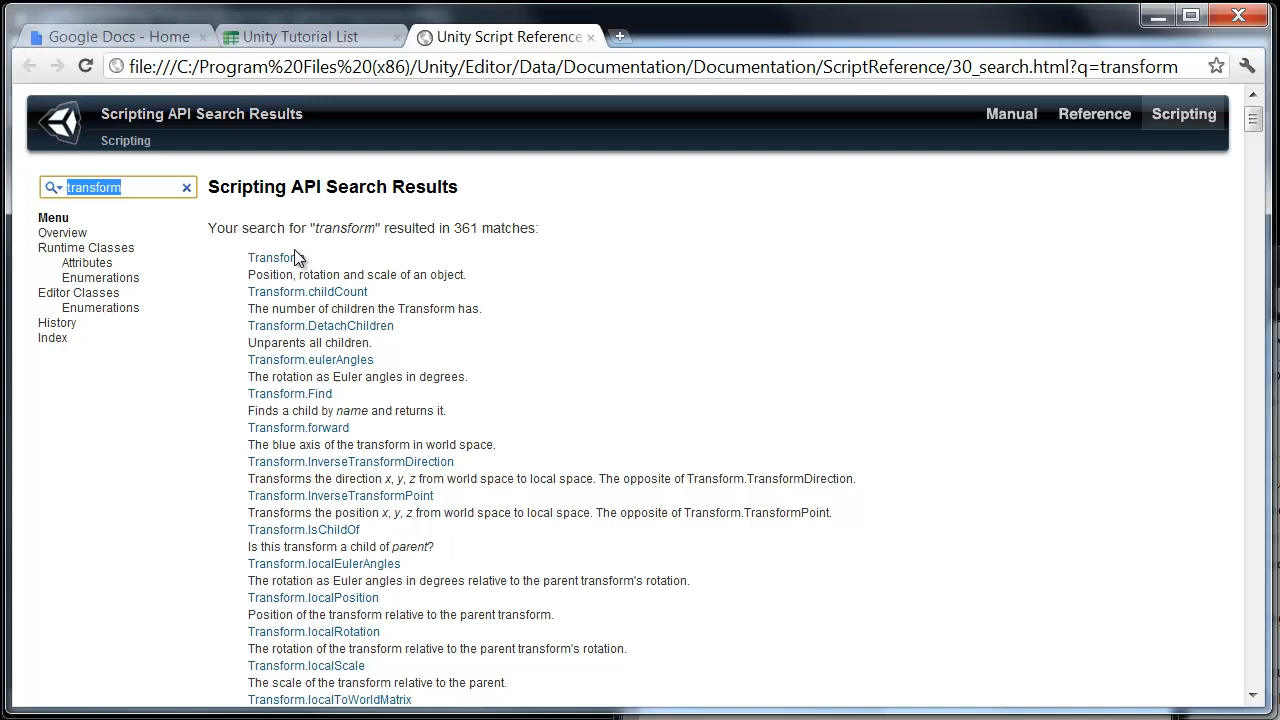 Google Docs - Home
Unity Tutorial List
Unity Script Reference
file:///C:/Program%20Files%20(x86)/Unity/Editor/Data/Documentation/Documentation/ScriptReference/30_search.html?q=transform
Scripting API Search Results
Manual
Reference
Scripting
Scripting
transform
Menu
Overview
Runtime Classes
Attributes
Enumerations
Editor Classes
Enumerations
History
Index
Scripting API Search Results
Your search for "transform" resulted in 361 matches:
Transform
Position, rotation and scale of an object.
Transform.childCount
The number of children the Transform has.
Transform.DetachChildren
Unparents all children.
Transform.eulerAngles
The rotation as Euler angles in degrees.
Transform.Find
Finds a child by name and returns it.
Transform.forward
The blue axis of the transform in world space.
Transform.InverseTransformDirection
Transforms the direction x, y, z from world space to local space. The opposite of Transform.TransformDirection.
Transform.InverseTransformPoint
Transforms the position x, y, z from world space to local space. The opposite of Transform.TransformPoint.
Transform.IsChildOf
Is this transform a child of parent?
Transform.localEulerAngles
The rotation as Euler angles in degrees relative to the parent transform's rotation.
Transform.localPosition
Position of the transform relative to the parent transform.
Transform.localRotation
The rotation of the transform relative to the parent transform's rotation.
Transform.localScale
The scale of the transform relative to the parent.
Transform.localToWorldMatrix